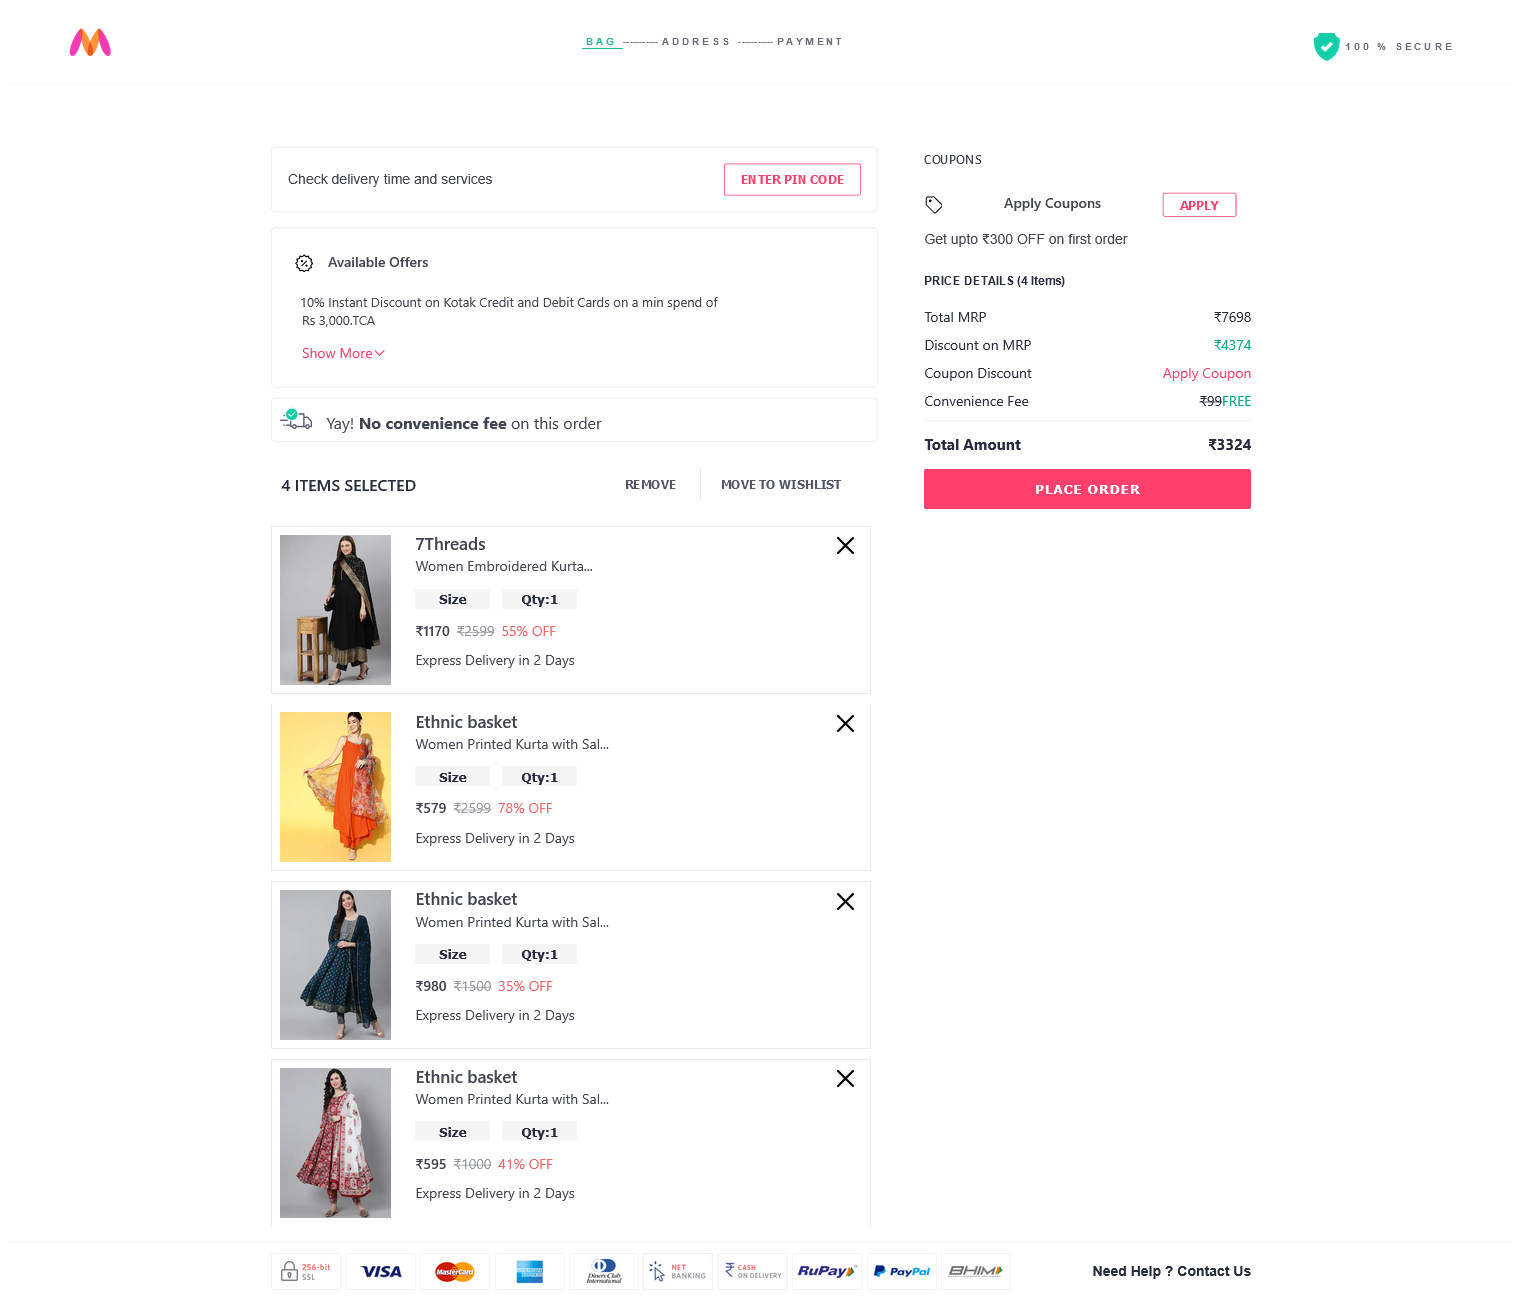 BAG ---------- ADDRESS ---------- PAYMENT
100 % SECURE
Check delivery time and services
ENTER PIN CODE
Available Offers
10% Instant Discount on Kotak Credit and Debit Cards on a min spend of
Rs 3,000.TCA
Show More
Yay! No convenience fee on this order
4 ITEMS SELECTED
REMOVE
MOVE TO WISHLIST
7Threads
Women Embroidered Kurta...
Size
Qty:1
₹1170 ₹2599 55% OFF
Express Delivery in 2 Days
Ethnic basket
Women Printed Kurta with Sal...
Size
Qty:1
₹579 ₹2599 78% OFF
Express Delivery in 2 Days
Ethnic basket
Women Printed Kurta with Sal...
Size
Qty:1
₹980 ₹1500 35% OFF
Express Delivery in 2 Days
Ethnic basket
Women Printed Kurta with Sal...
Size
Qty:1
₹595 ₹1000 41% OFF
Express Delivery in 2 Days
COUPONS
Apply Coupons
APPLY
Get upto ₹300 OFF on first order
PRICE DETAILS (4 Items)
Total MRP ₹7698
Discount on MRP ₹4374
Coupon Discount Apply Coupon
Convenience Fee ₹99FREE
Total Amount ₹3324
PLACE ORDER
256-bit
SSL
VISA
MasterCard
AMERICAN
EXPRESS
Diners Club
International
NET
BANKING
CASH
ON DELIVERY
RuPay
PayPal
BHIM
Need Help ? Contact Us